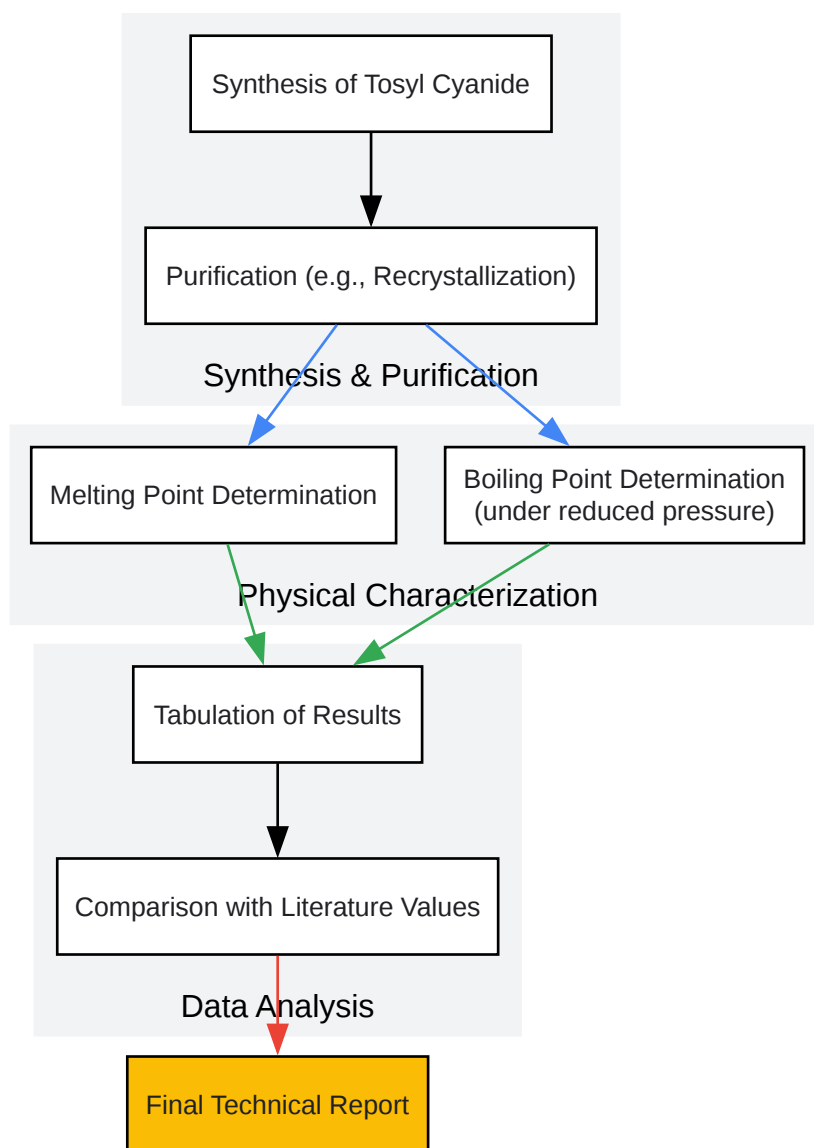 Synthesis of Tosyl Cyanide
Purification (e.g., Recrystallization)
Synthesis & Purification
Melting Point Determination
Boiling Point Determination
(under reduced pressure)
Physical Characterization
Tabulation of Results
Comparison with Literature Values
Data Analysis
Final Technical Report